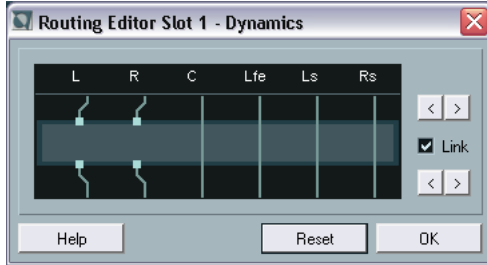 Routing Editor Slot 1 - Dynamics
L R C Lfe Ls Rs
< >
Link
< >
Help Reset OK